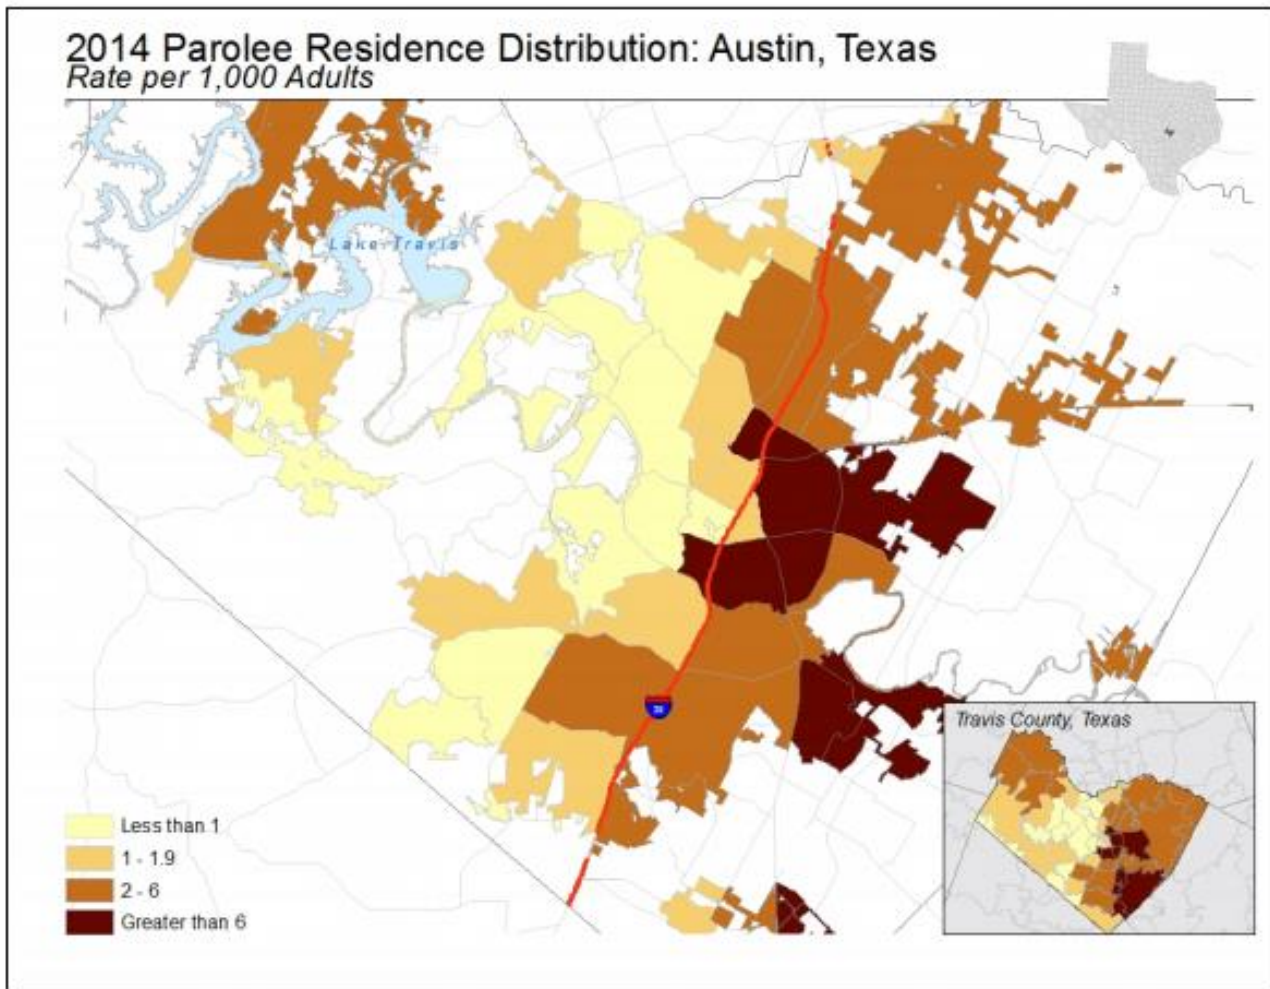 2014 Parolee Residence Distribution: Austin, Texas
Rate per 1,000 Adults
Lake Travis
Travis County, Texas
Less than 1
1 - 1.9
2 - 6
Greater than 6